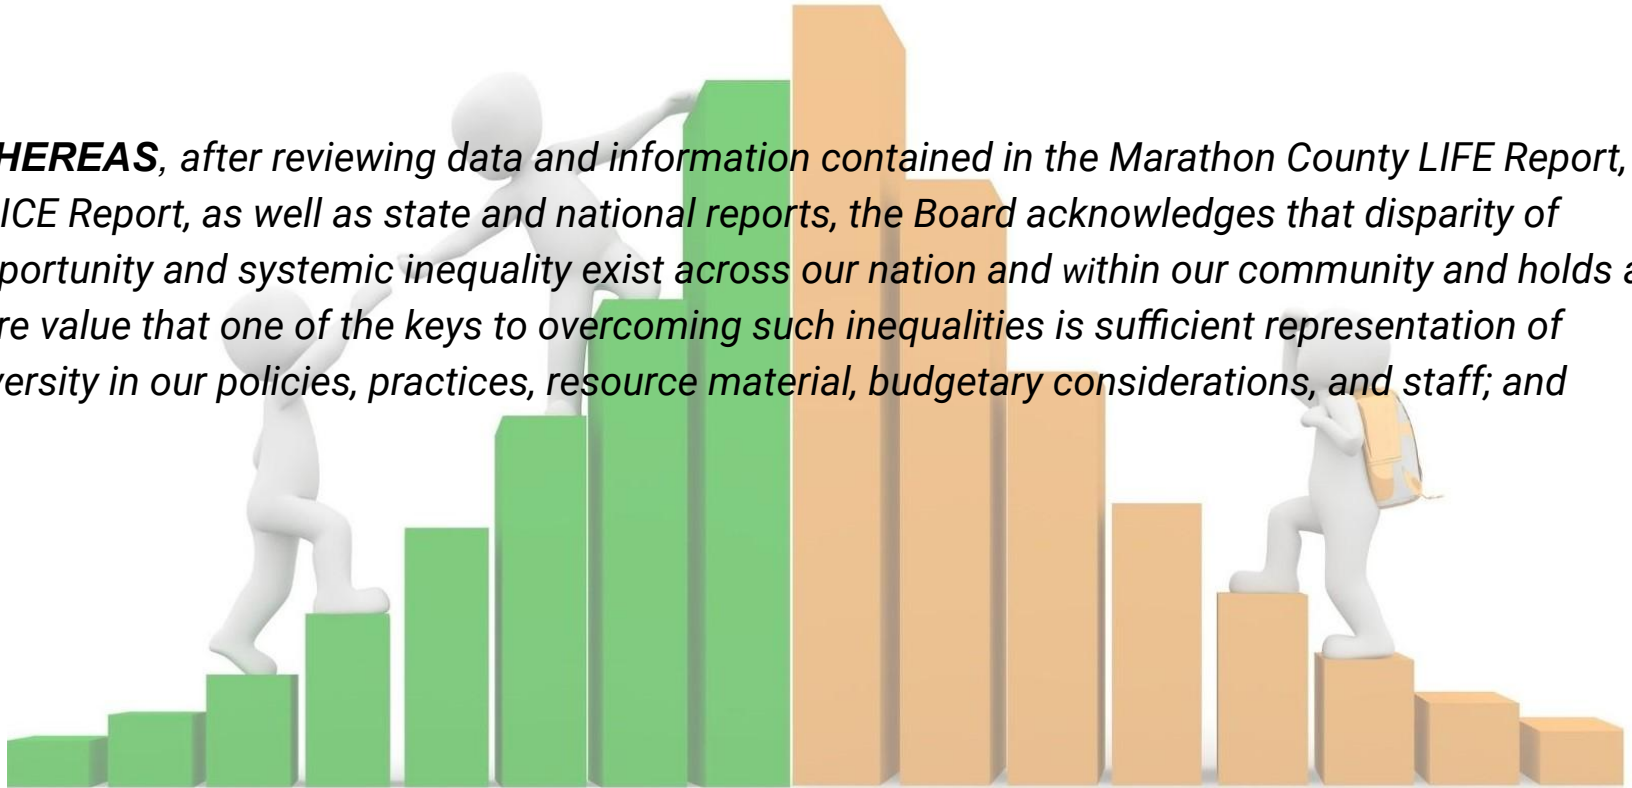 HEREAS, after reviewing data and information contained in the Marathon County LIFE Report,
ICE Report, as well as state and national reports, the Board acknowledges that disparity of
portunity and systemic inequality exist across our nation and within our community and holds a
re value that one of the keys to overcoming such inequalities is sufficient representation of
versity in our policies, practices, resource material, budgetary considerations, and staff; and